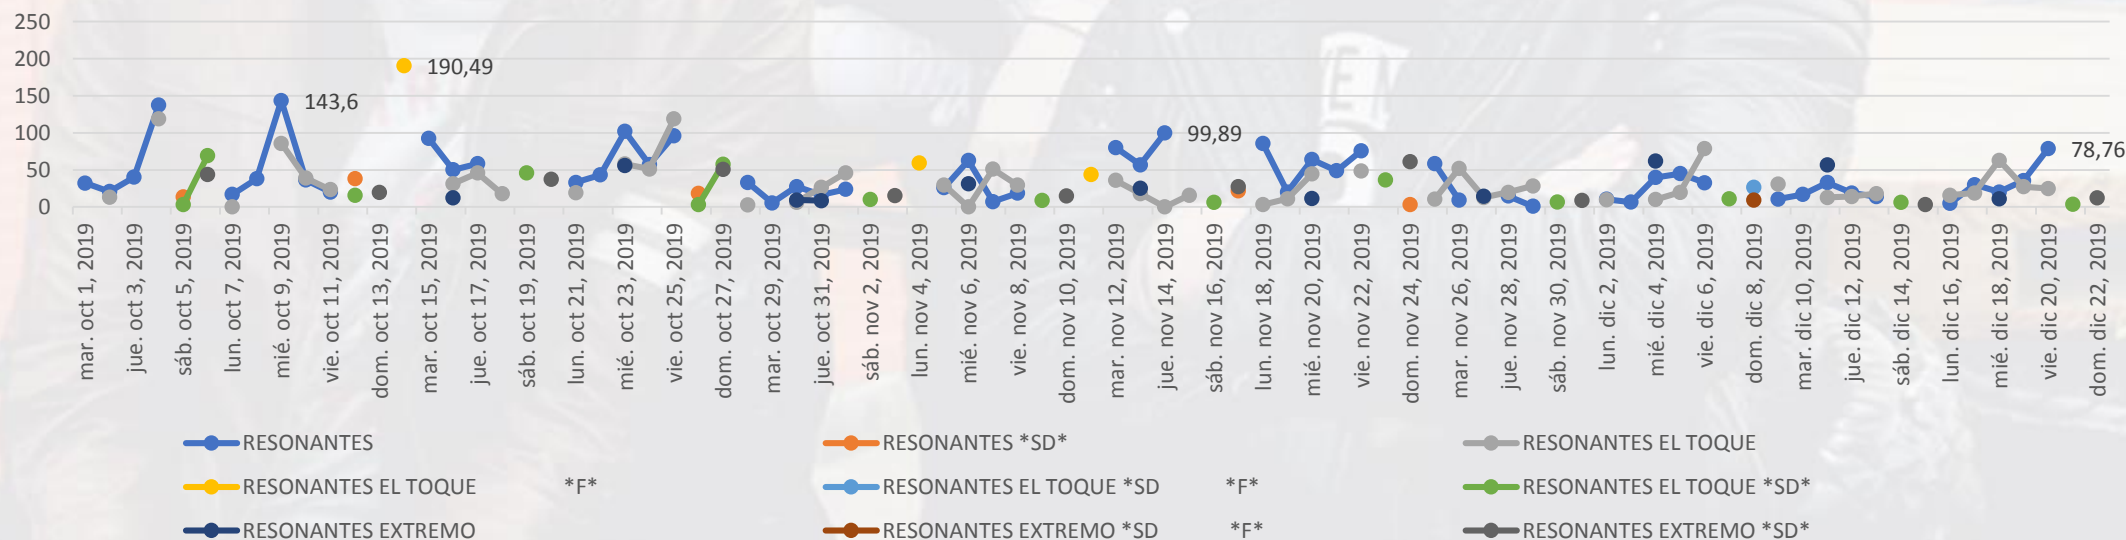 250
200
150
100
50
0
190,49
143,6
99,89
78,76
mar. oct 1, 2019
jue. oct 3, 2019
sáb. oct 5, 2019
lun. oct 7, 2019
mié. oct 9, 2019
vie. oct 11, 2019
dom. oct 13, 2019
mar. oct 15, 2019
jue. oct 17, 2019
sáb. oct 19, 2019
lun. oct 21, 2019
mié. oct 23, 2019
vie. oct 25, 2019
dom. oct 27, 2019
mar. oct 29, 2019
jue. oct 31, 2019
sáb. nov 2, 2019
lun. nov 4, 2019
mié. nov 6, 2019
vie. nov 8, 2019
dom. nov 10, 2019
mar. nov 12, 2019
jue. nov 14, 2019
sáb. nov 16, 2019
lun. nov 18, 2019
mié. nov 20, 2019
vie. nov 22, 2019
dom. nov 24, 2019
mar. nov 26, 2019
jue. nov 28, 2019
sáb. nov 30, 2019
lun. dic 2, 2019
mié. dic 4, 2019
vie. dic 6, 2019
dom. dic 8, 2019
mar. dic 10, 2019
jue. dic 12, 2019
sáb. dic 14, 2019
lun. dic 16, 2019
mié. dic 18, 2019
vie. dic 20, 2019
dom. dic 22, 2019
RESONANTES
RESONANTES *SD*
RESONANTES EL TOQUE
RESONANTES EL TOQUE *F*
RESONANTES EL TOQUE *SD *F*
RESONANTES EL TOQUE *SD*
RESONANTES EXTREMO
RESONANTES EXTREMO *SD *F*
RESONANTES EXTREMO *SD*